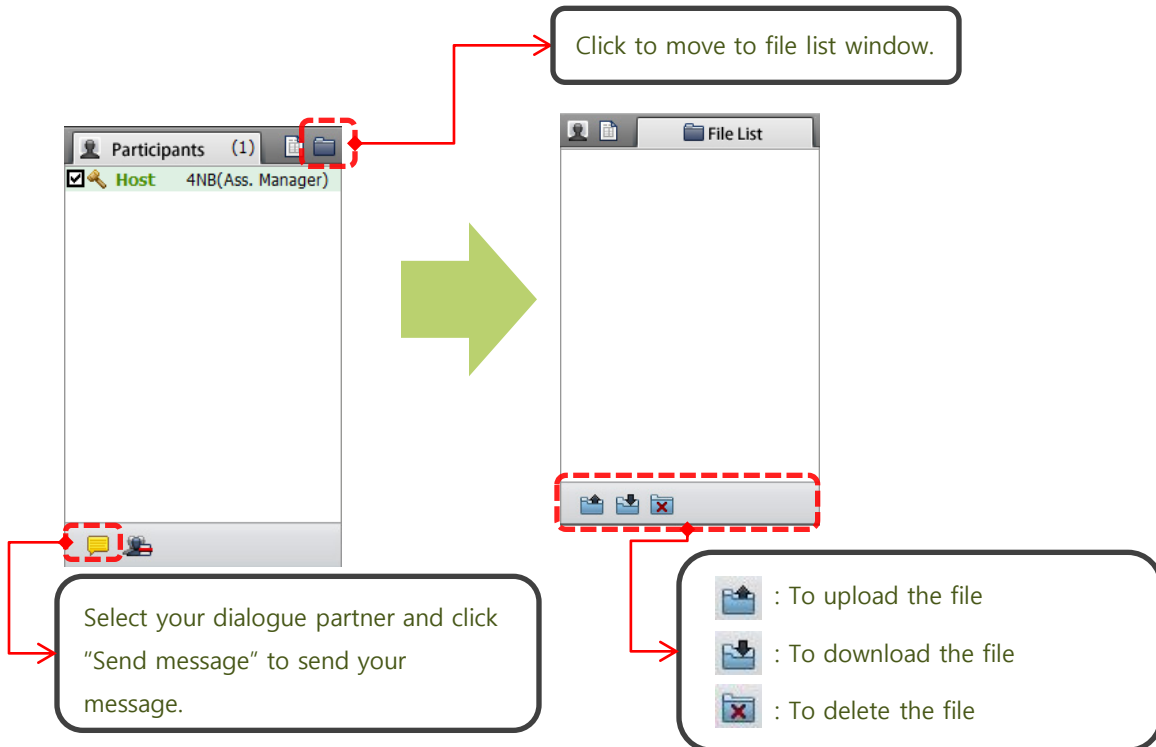 Click to move to file list window.
Participants (1)
Host 4NB(Ass. Manager)
File List
Select your dialogue partner and click
"Send message" to send your
message.
: To upload the file
: To download the file
: To delete the file